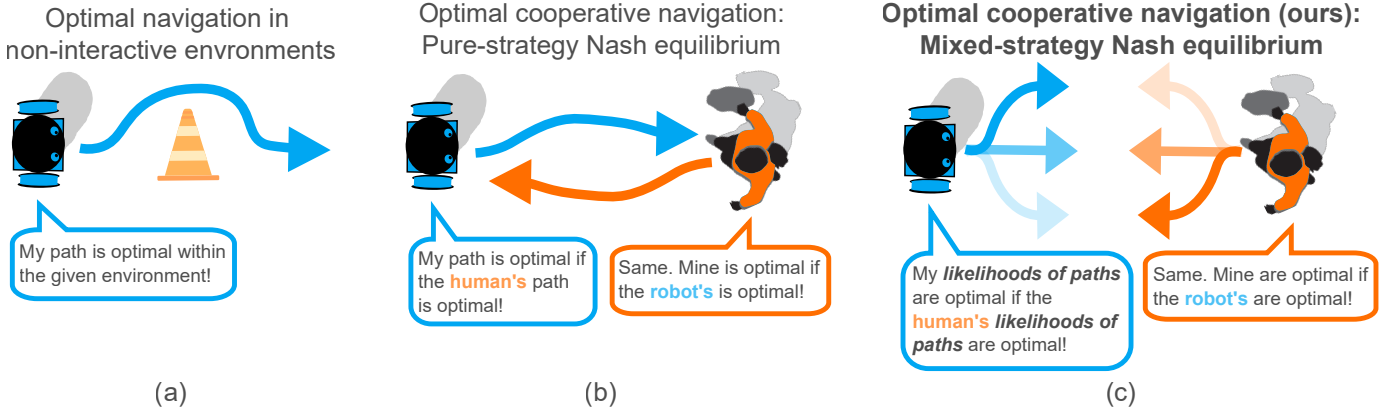 Optimal navigation in
non-interactive envronments
My path is optimal within
the given environment!
(a)
Optimal cooperative navigation:
Pure-strategy Nash equilibrium
My path is optimal if
the human's path
is optimal!
Same. Mine is optimal if
the robot's is optimal!
(b)
Optimal cooperative navigation (ours):
Mixed-strategy Nash equilibrium
My likelihoods of paths
are optimal if the
human's likelihoods of
paths are optimal!
Same. Mine are optimal if
the robot's are optimal!
(c)